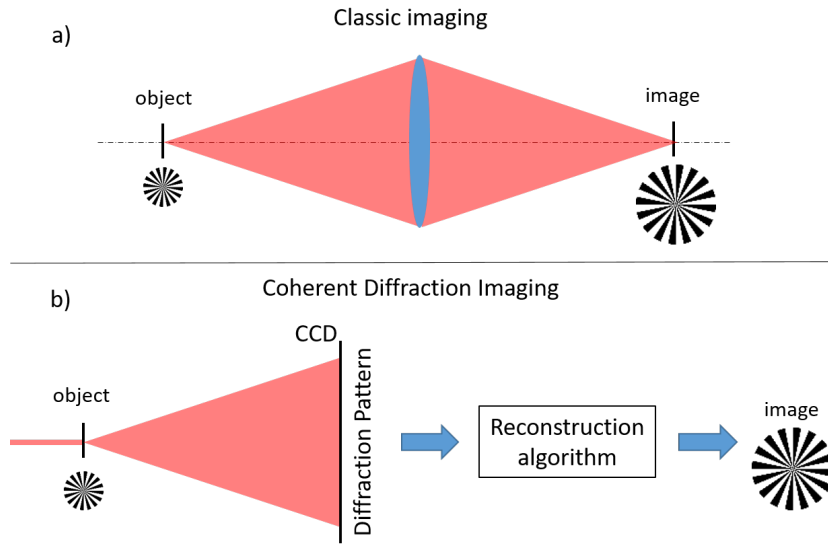 Classic imaging
a)
object
image
b)
Coherent Diffraction Imaging
CCD
object
Diffraction Pattern
Reconstruction
algorithm
image